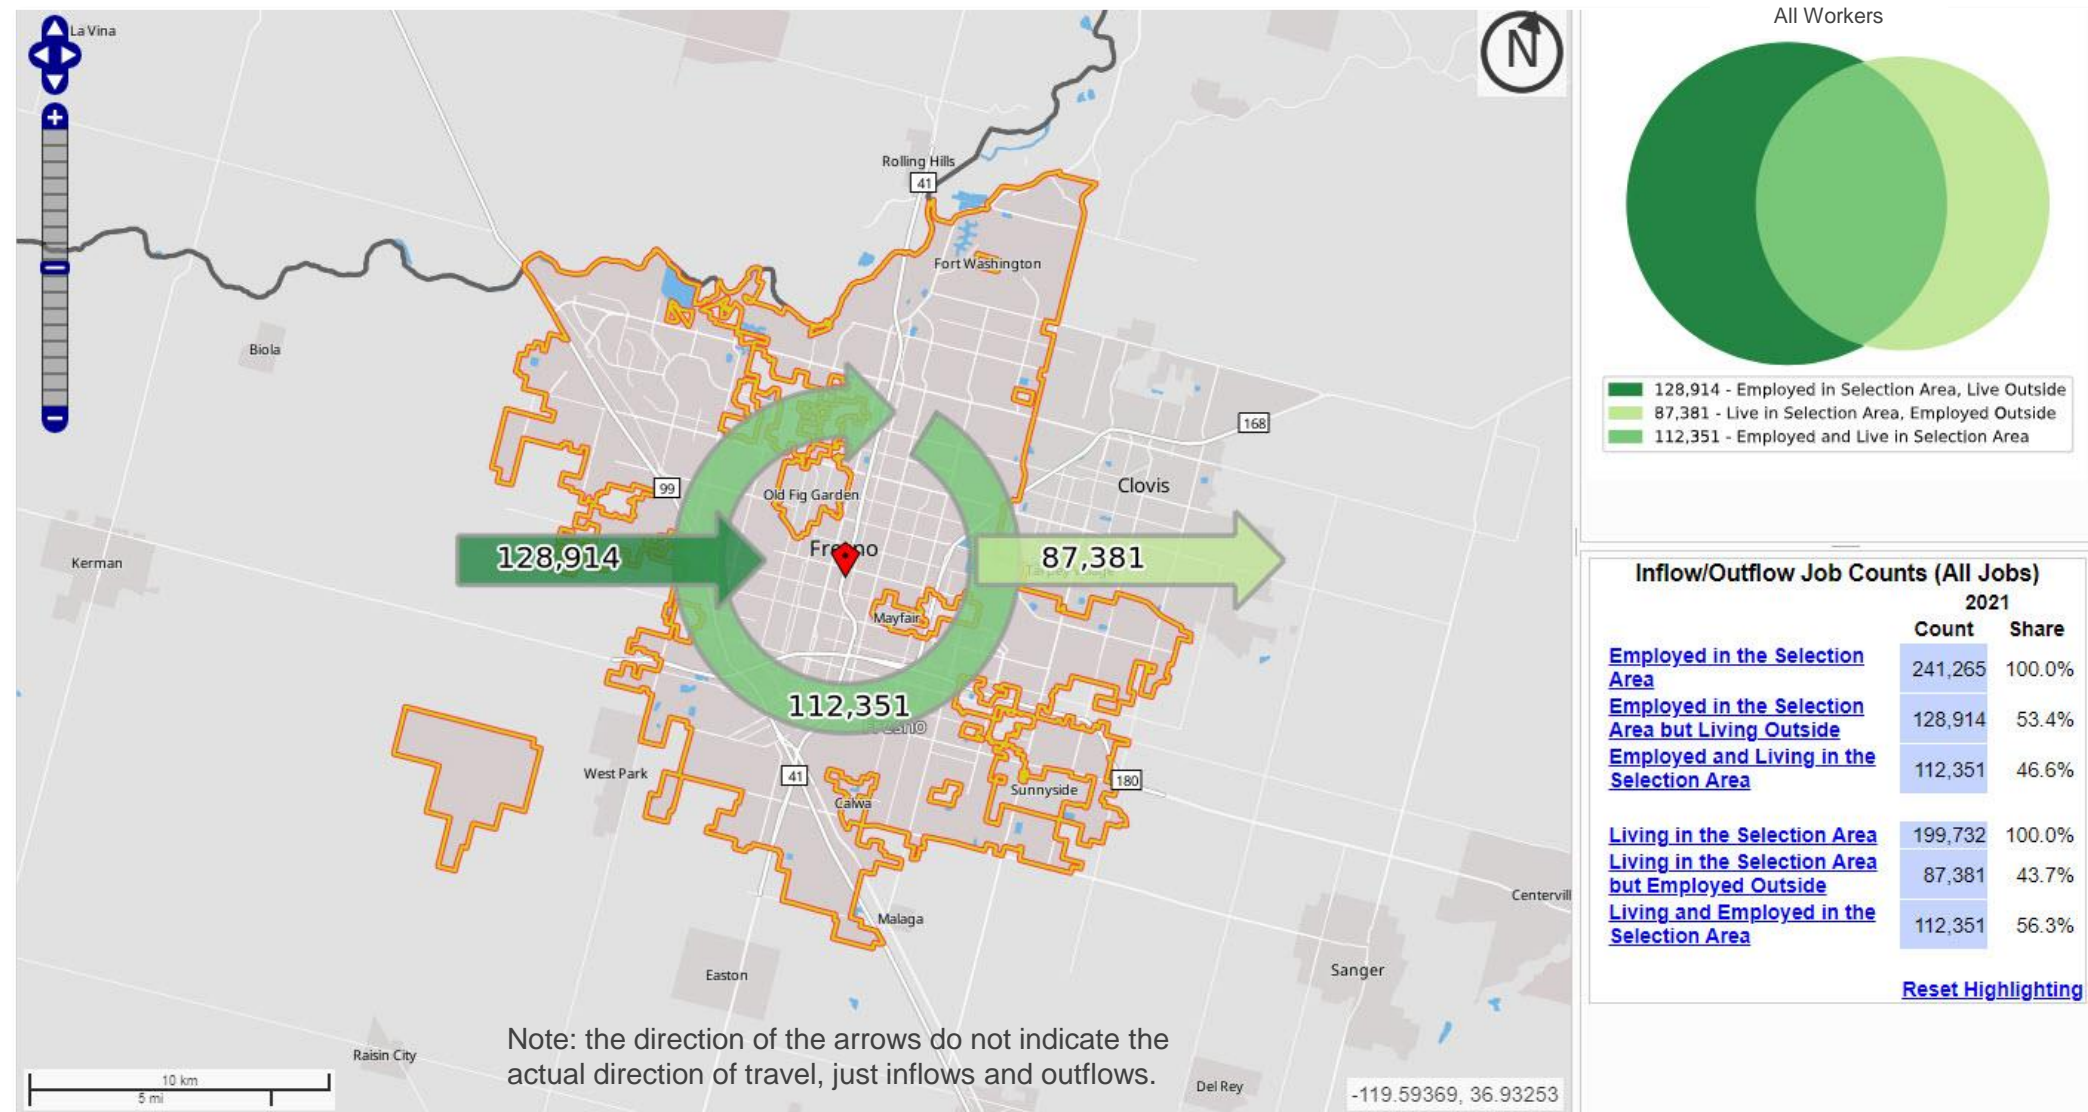 La Vina
N
Rolling Hills
41
Fort Washington
Biola
168
Clovis
99
Old Fig Garden
Kerman
128,914
Fresno
87,381
Mayfair
112,351
Fresno
West Park
41
180
Sunnyside
Calwa
Malaga
Centervill
Easton
Sanger
Raisin City
Del Rey
Note: the direction of the arrows do not indicate the
actual direction of travel, just inflows and outflows.
10 km
5 mi
-119.59369, 36.93253
All Workers
128,914 - Employed in Selection Area, Live Outside
87,381 - Live in Selection Area, Employed Outside
112,351 - Employed and Live in Selection Area
Inflow/Outflow Job Counts (All Jobs)
2021
Count Share
Employed in the Selection
Area 241,265 100.0%
Employed in the Selection
Area but Living Outside 128,914 53.4%
Employed and Living in the
Selection Area 112,351 46.6%
Living in the Selection Area 199,732 100.0%
Living in the Selection Area
but Employed Outside 87,381 43.7%
Living and Employed in the
Selection Area 112,351 56.3%
Reset Highlighting